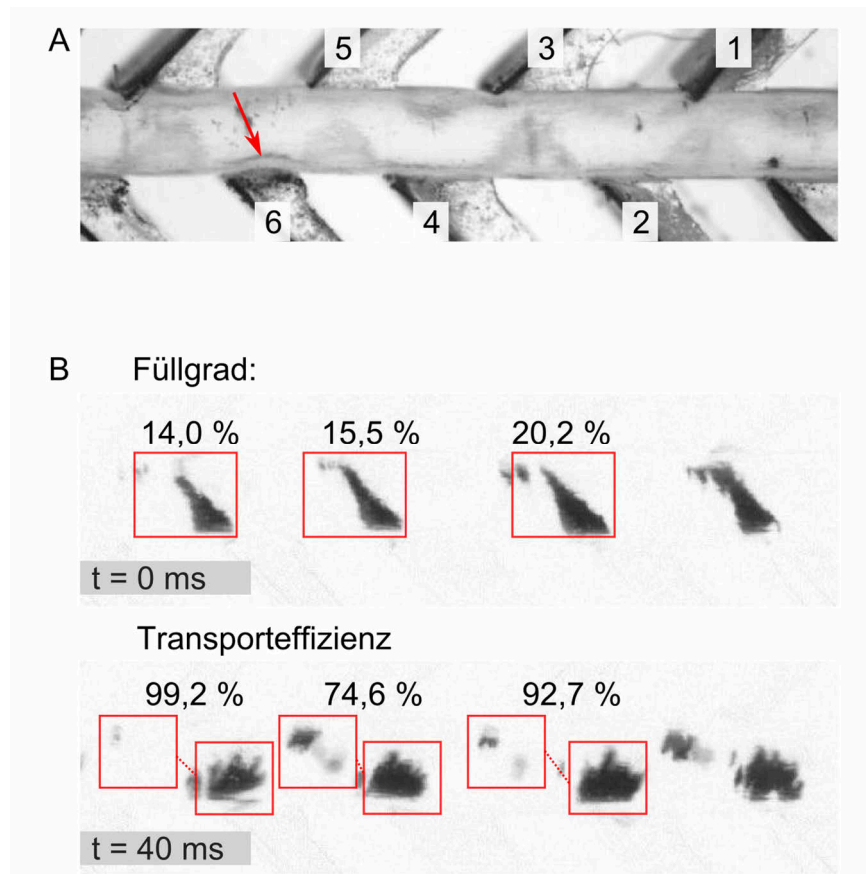 A
5
3
1
6
4
2
B
Füllgrad:
14,0 %
15,5 %
20,2 %
t = 0 ms
Transporteffizienz
99,2 %
74,6 %
92,7 %
t = 40 ms